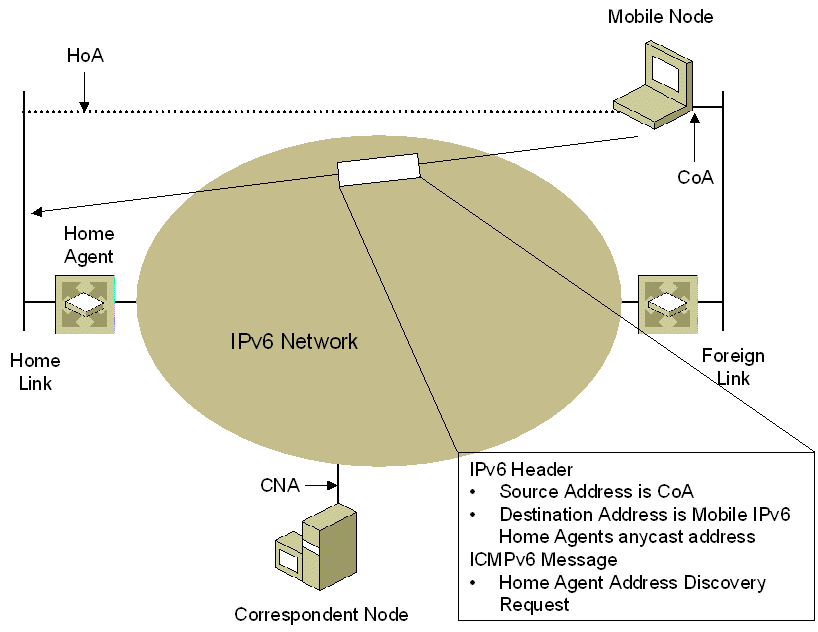 Mobile Node
HoA
CoA
Home
Agent
IPv6 Network
Home
Link
Foreign
Link
CNA
Correspondent Node
IPv6 Header
• Source Address is CoA
• Destination Address is Mobile IPv6
Home Agents anycast address
ICMPv6 Message
• Home Agent Address Discovery
Request